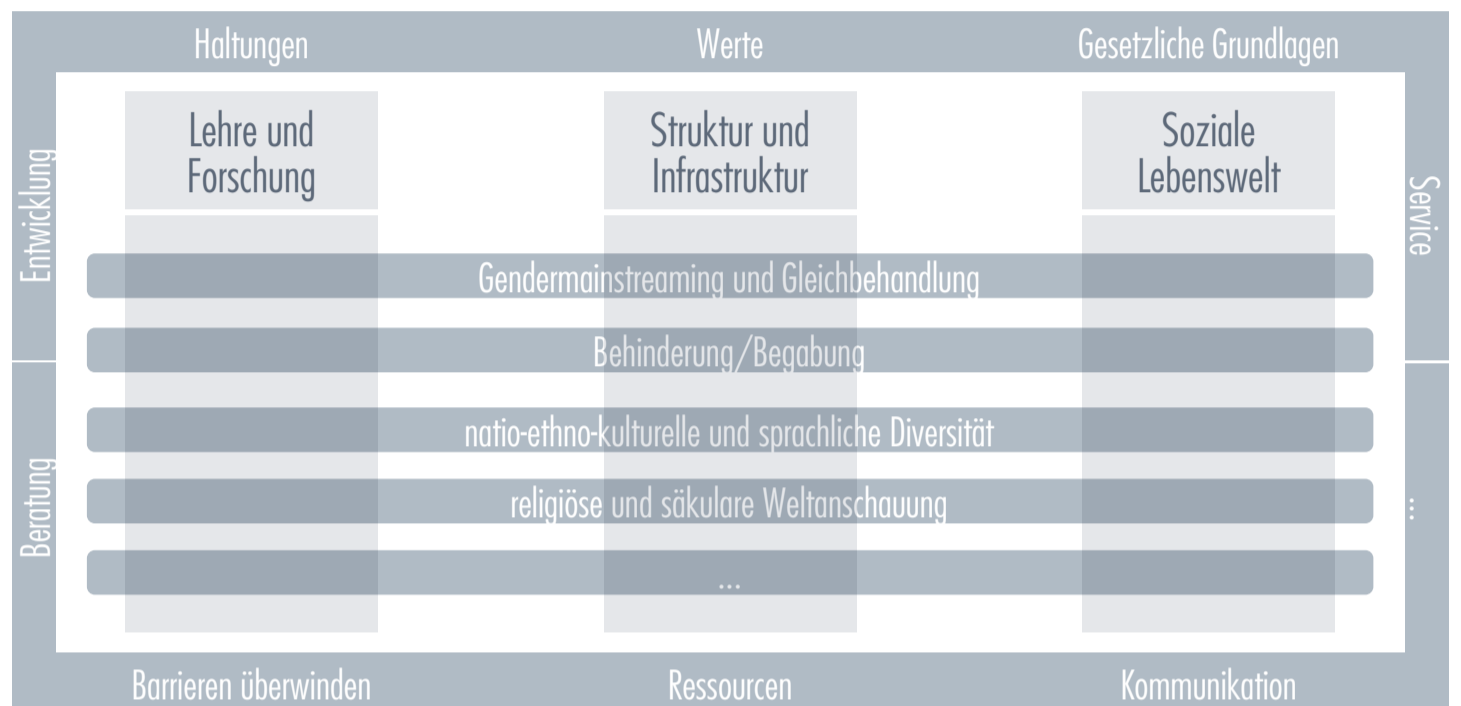 Haltungen
Werte
Gesetzliche Grundlagen
Entwicklung
Beratung
Lehre und
Forschung
Struktur und
Infrastruktur
Soziale
Lebenswelt
Service
...
Gendermainstreaming und Gleichbehandlung
Behinderung/Begabung
natio-ethno-kulturelle und sprachliche Diversität
religiöse und säkulare Weltanschauung
...
Barrieren überwinden
Ressourcen
Kommunikation